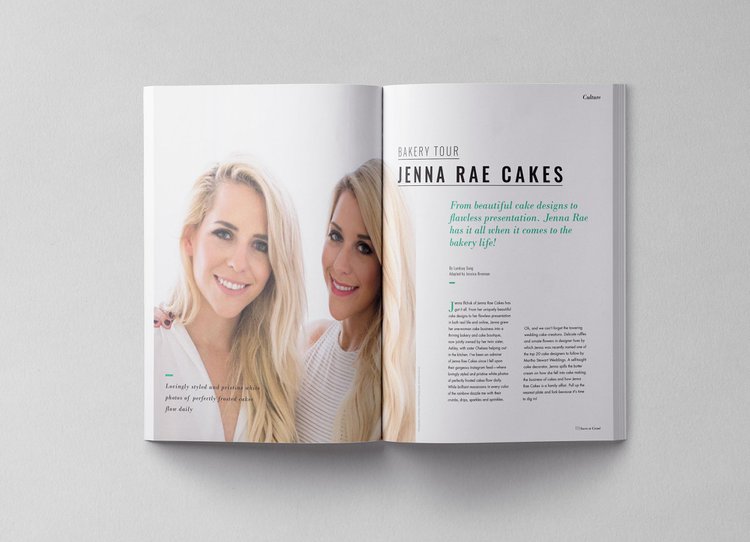 Culture
BAKERY TOUR
JENNA RAE CAKES
From beautiful cake designs to
flawless presentation. Jenna Rae
has it all when it comes to the
bakery life!
By Lyndsay
Adapted by Jessica Brennan
Jenna Illchuk of Jenna Rae Cakes has
got it all. From her uniquely beautiful
cake designs to her flawless presentation
in both real life and online, Jenna grew
her one-woman cake business into a
thriving bakery and cake boutique,
now jointly owned by her twin sister,
Ashley, with sister Chelsea helping out
in the kitchen. I've been an admirer
of Jenna Rae Cakes since I fell upon
their gorgeous Instagram feed—where
lovingly styled and pristine white photos
of perfectly frosted cakes flow daily.
While brilliant macarons in every color
of the rainbow dazzle me with their
crumbs, drips, sparkles and sprinkles.
Oh, and we can't forget the towering
wedding cake creations. Delicate ruffles
and ornate flowers in designer hues by
which Jenna was recently named one of
the top 20 cake designers to follow by
Martha Stewart Weddings. A self-taught
cake decorator, Jenna spills the butter
cream on how she fell into cake making
the business of cakes and how Jenna
Rae Cakes is a family affair. Pull up the
nearest plate and fork because it's time
to dig in!
Lovingly styled and pristine white
photos of perfectly frosted cakes
flow daily